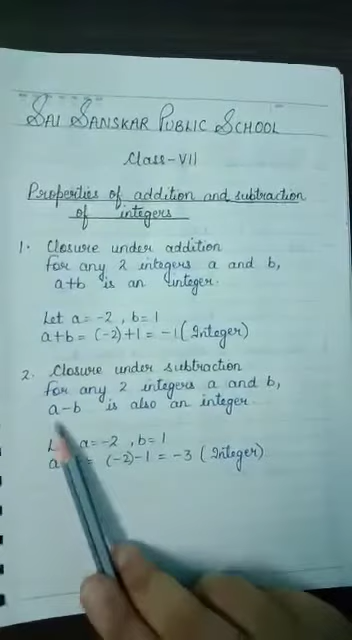 SAI SANSKAR PUBLIC SCHOOL
Class-VII
Properties of addition and subtraction
of integers
1. Closure under addition
For any 2 integers a and b,
a+b is an integer.
Let a = -2 , b = 1
a+b = (-2)+1 = -1 (Integer)
2. Closure under subtraction
For any 2 integers a and b,
a-b is also an integer.
a = -2 , b = 1
= (-2)-1 = -3 (Integer)